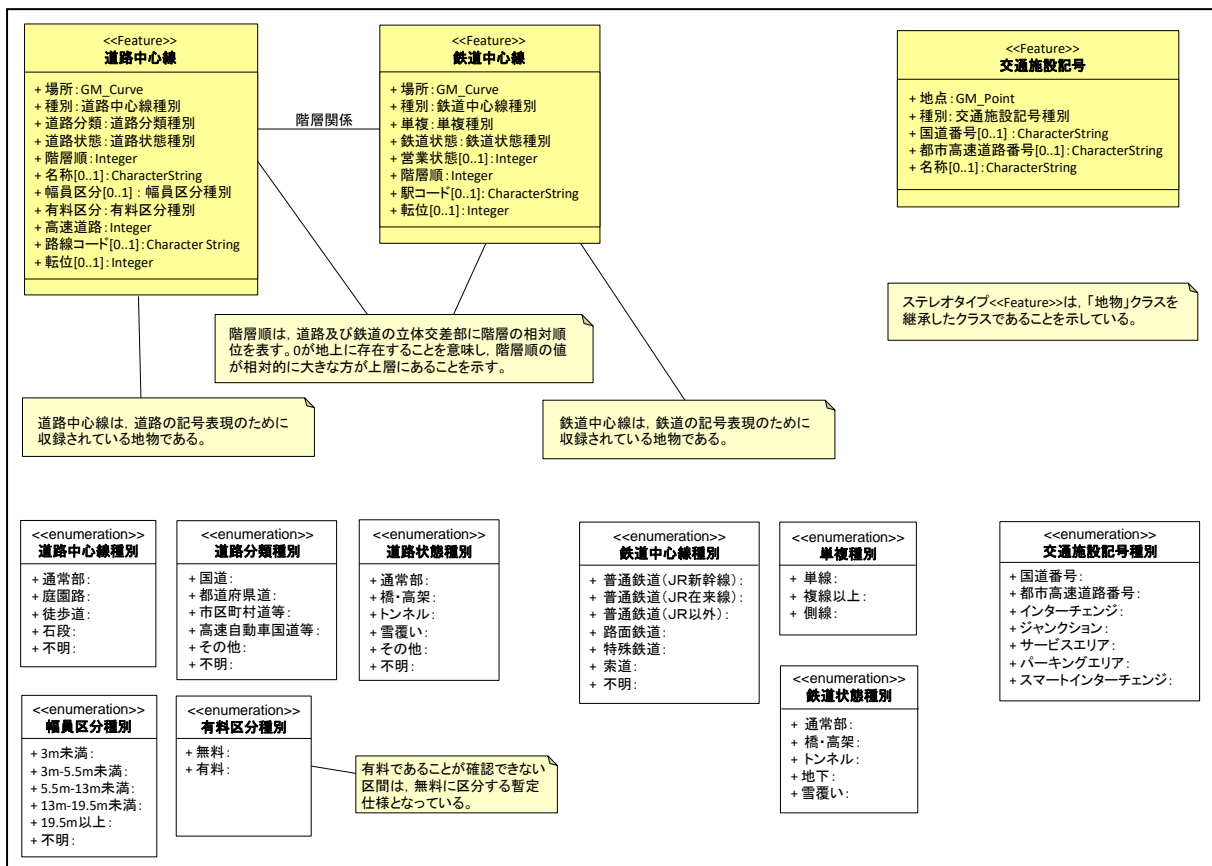 <<Feature>>
道路中心線
+ 場所:GM_Curve
+ 種別:道路中心線種別
+ 道路分類:道路分類種別
+ 道路状態:道路状態種別
+ 階層順:Integer
+ 名称[0..1]:CharacterString
+ 幅員区分[0..1]:幅員区分種別
+ 有料区分:有料区分種別
+ 高速道路:Integer
+ 路線コード[0..1]:Character String
+ 転位[0..1]:Integer
階層関係
<<Feature>>
鉄道中心線
+ 場所:GM_Curve
+ 種別:鉄道中心線種別
+ 単複:単複種別
+ 鉄道状態:鉄道状態種別
+ 営業状態[0..1]:Integer
+ 階層順:Integer
+ 駅コード[0..1]:CharacterString
+ 転位[0..1]:Integer
<<Feature>>
交通施設記号
+ 地点:GM_Point
+ 種別:交通施設記号種別
+ 国道番号[0..1]:CharacterString
+ 都市高速道路番号[0..1]:CharacterString
+ 名称[0..1]:CharacterString
ステレオタイプ<<Feature>>は,「地物」クラスを
継承したクラスであることを示している。
階層順は,道路及び鉄道の立体交差部に階層の相対順
位を表す。0が地上に存在することを意味し,階層順の値
が相対的に大きな方が上層にあることを示す。
道路中心線は,道路の記号表現のために
収録されている地物である。
鉄道中心線は,鉄道の記号表現のために
収録されている地物である。
<<enumeration>>
道路中心線種別
+ 通常部:
+ 庭園路:
+ 徒歩道:
+ 石段:
+ 不明:
<<enumeration>>
道路分類種別
+ 国道:
+ 都道府県道:
+ 市区町村道等:
+ 高速自動車国道等:
+ その他:
+ 不明:
<<enumeration>>
道路状態種別
+ 通常部:
+ 橋・高架:
+ トンネル:
+ 雪覆い:
+ その他:
+ 不明:
<<enumeration>>
鉄道中心線種別
+ 普通鉄道(JR新幹線):
+ 普通鉄道(JR在来線):
+ 普通鉄道(JR以外):
+ 路面鉄道:
+ 特殊鉄道:
+ 索道:
+ 不明:
<<enumeration>>
単複種別
+ 単線:
+ 複線以上:
+ 側線:
<<enumeration>>
交通施設記号種別
+ 国道番号:
+ 都市高速道路番号:
+ インターチェンジ:
+ ジャンクション:
+ サービスエリア:
+ パーキングエリア:
+ スマートインターチェンジ:
<<enumeration>>
幅員区分種別
+ 3m未満:
+ 3m-5.5m未満:
+ 5.5m-13m未満:
+ 13m-19.5m未満:
+ 19.5m以上:
+ 不明:
<<enumeration>>
有料区分種別
+ 無料:
+ 有料:
有料であることが確認できない
区間は,無料に区分する暫定
仕様となっている。
<<enumeration>>
鉄道状態種別
+ 通常部:
+ 橋・高架:
+ トンネル:
+ 地下:
+ 雪覆い: